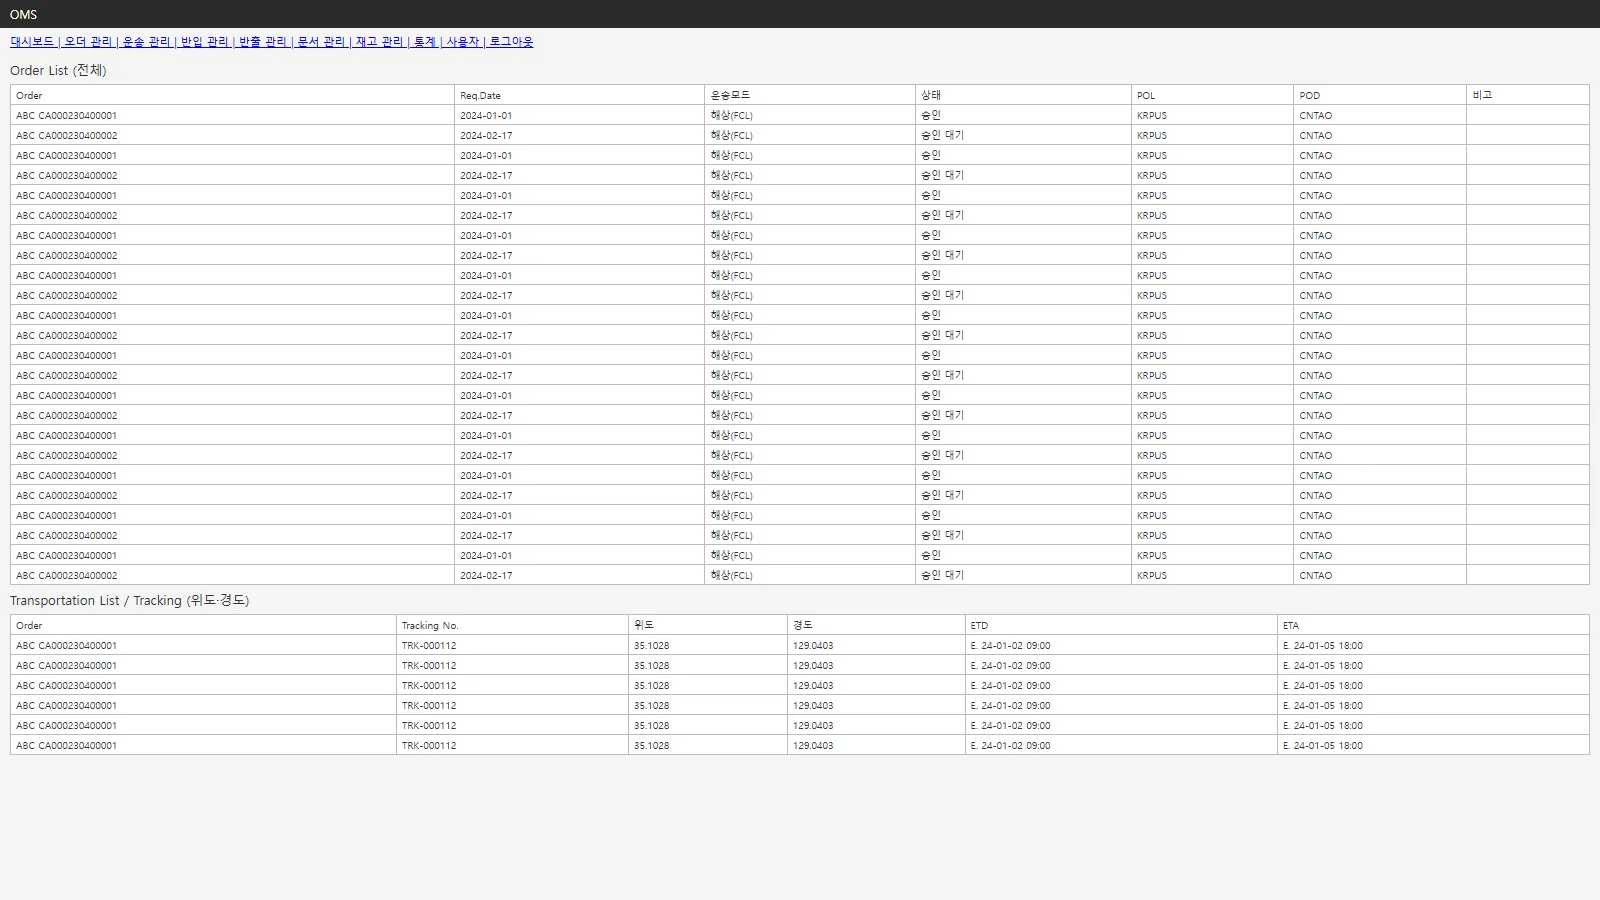 OMS
대시보드 | 오더 관리 | 운송 관리 | 반입 관리 | 반출 관리 | 문서 관리 | 재고 관리 | 통계 | 사용자 | 로그아웃
Order List (전체)
Order Req.Date 운송모드 상태 POL POD 비고
ABC CA000230400001 2024-01-01 해상(FCL) 승인 KRPUS CNTAO
ABC CA000230400002 2024-02-17 해상(FCL) 승인 대기 KRPUS CNTAO
ABC CA000230400001 2024-01-01 해상(FCL) 승인 KRPUS CNTAO
ABC CA000230400002 2024-02-17 해상(FCL) 승인 대기 KRPUS CNTAO
ABC CA000230400001 2024-01-01 해상(FCL) 승인 KRPUS CNTAO
ABC CA000230400002 2024-02-17 해상(FCL) 승인 대기 KRPUS CNTAO
ABC CA000230400001 2024-01-01 해상(FCL) 승인 KRPUS CNTAO
ABC CA000230400002 2024-02-17 해상(FCL) 승인 대기 KRPUS CNTAO
ABC CA000230400001 2024-01-01 해상(FCL) 승인 KRPUS CNTAO
ABC CA000230400002 2024-02-17 해상(FCL) 승인 대기 KRPUS CNTAO
ABC CA000230400001 2024-01-01 해상(FCL) 승인 KRPUS CNTAO
ABC CA000230400002 2024-02-17 해상(FCL) 승인 대기 KRPUS CNTAO
ABC CA000230400001 2024-01-01 해상(FCL) 승인 KRPUS CNTAO
ABC CA000230400002 2024-02-17 해상(FCL) 승인 대기 KRPUS CNTAO
ABC CA000230400001 2024-01-01 해상(FCL) 승인 KRPUS CNTAO
ABC CA000230400002 2024-02-17 해상(FCL) 승인 대기 KRPUS CNTAO
ABC CA000230400001 2024-01-01 해상(FCL) 승인 KRPUS CNTAO
ABC CA000230400002 2024-02-17 해상(FCL) 승인 대기 KRPUS CNTAO
ABC CA000230400001 2024-01-01 해상(FCL) 승인 KRPUS CNTAO
ABC CA000230400002 2024-02-17 해상(FCL) 승인 대기 KRPUS CNTAO
ABC CA000230400001 2024-01-01 해상(FCL) 승인 KRPUS CNTAO
ABC CA000230400002 2024-02-17 해상(FCL) 승인 대기 KRPUS CNTAO
ABC CA000230400001 2024-01-01 해상(FCL) 승인 KRPUS CNTAO
ABC CA000230400002 2024-02-17 해상(FCL) 승인 대기 KRPUS CNTAO
Transportation List / Tracking (위도·경도)
Order Tracking No. 위도 경도 ETD ETA
ABC CA000230400001 TRK-000112 35.1028 129.0403 E. 24-01-02 09:00 E. 24-01-05 18:00
ABC CA000230400001 TRK-000112 35.1028 129.0403 E. 24-01-02 09:00 E. 24-01-05 18:00
ABC CA000230400001 TRK-000112 35.1028 129.0403 E. 24-01-02 09:00 E. 24-01-05 18:00
ABC CA000230400001 TRK-000112 35.1028 129.0403 E. 24-01-02 09:00 E. 24-01-05 18:00
ABC CA000230400001 TRK-000112 35.1028 129.0403 E. 24-01-02 09:00 E. 24-01-05 18:00
ABC CA000230400001 TRK-000112 35.1028 129.0403 E. 24-01-02 09:00 E. 24-01-05 18:00